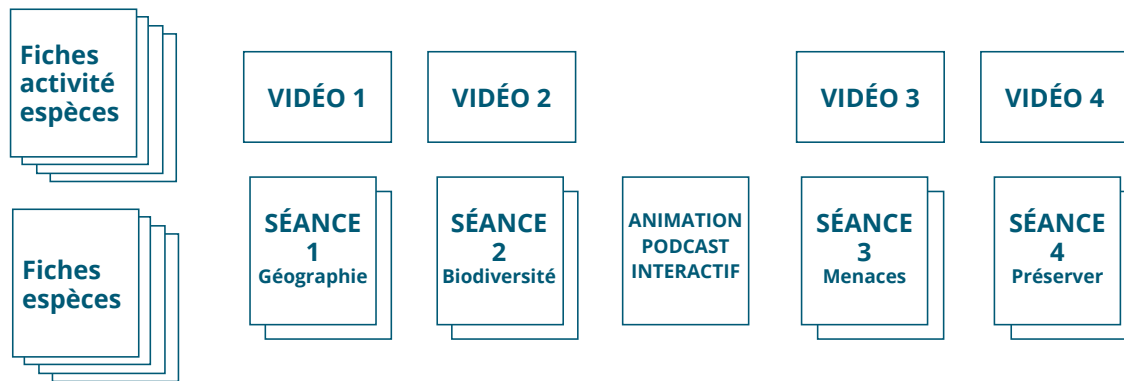 Fiches
activité
espèces
VIDÉO 1
VIDÉO 2
VIDÉO 3
VIDÉO 4
Fiches
espèces
SÉANCE
1
Géographie
SÉANCE
2
Biodiversité
ANIMATION
PODCAST
INTERACTIF
SÉANCE
3
Menaces
SÉANCE
4
Préserver